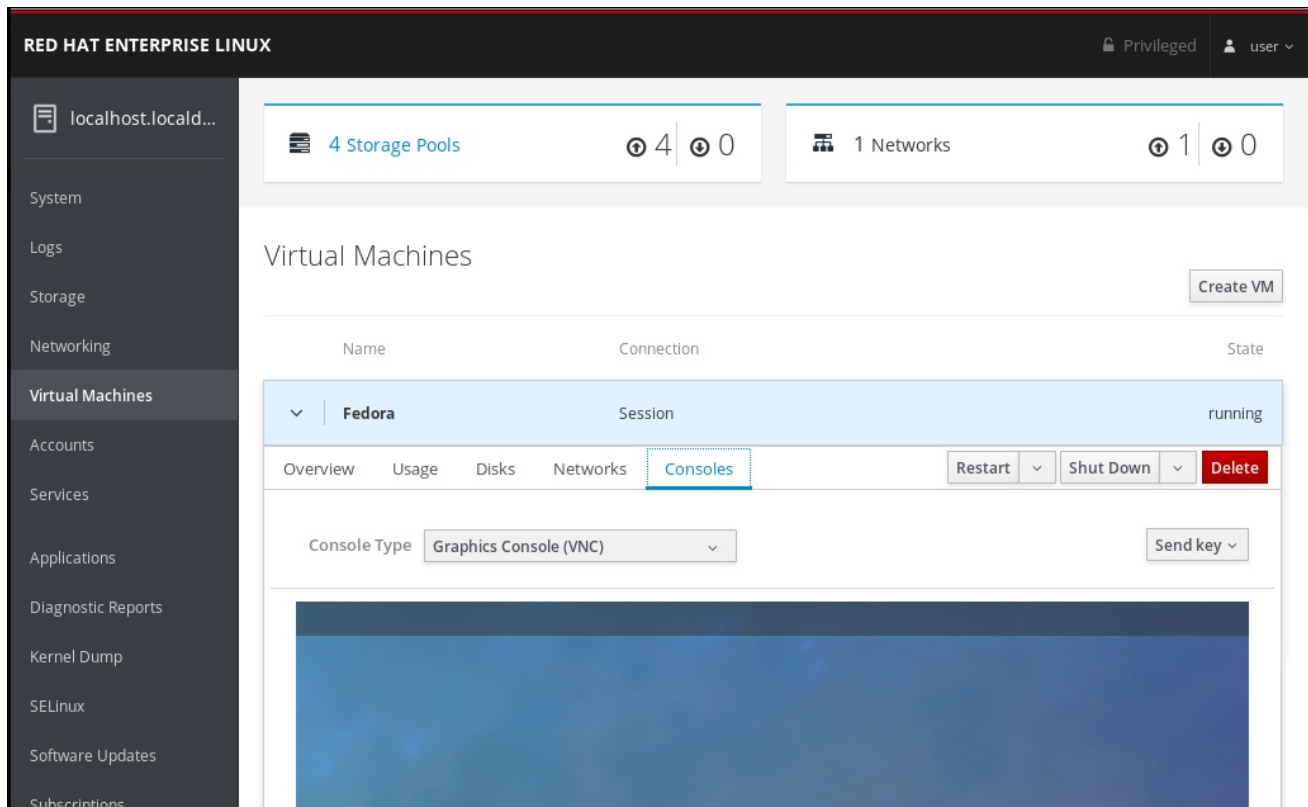 RED HAT ENTERPRISE LINUX
Privileged
user
localhost.locald...
System
Logs
Storage
Networking
Virtual Machines
Accounts
Services
Applications
Diagnostic Reports
Kernel Dump
SELinux
Software Updates
Subscriptions
4 Storage Pools 4 0
1 Networks 1 0
Virtual Machines
Create VM
Name Connection State
Fedora Session running
Overview Usage Disks Networks Consoles Restart Shut Down Delete
Console Type Graphics Console (VNC) Send key